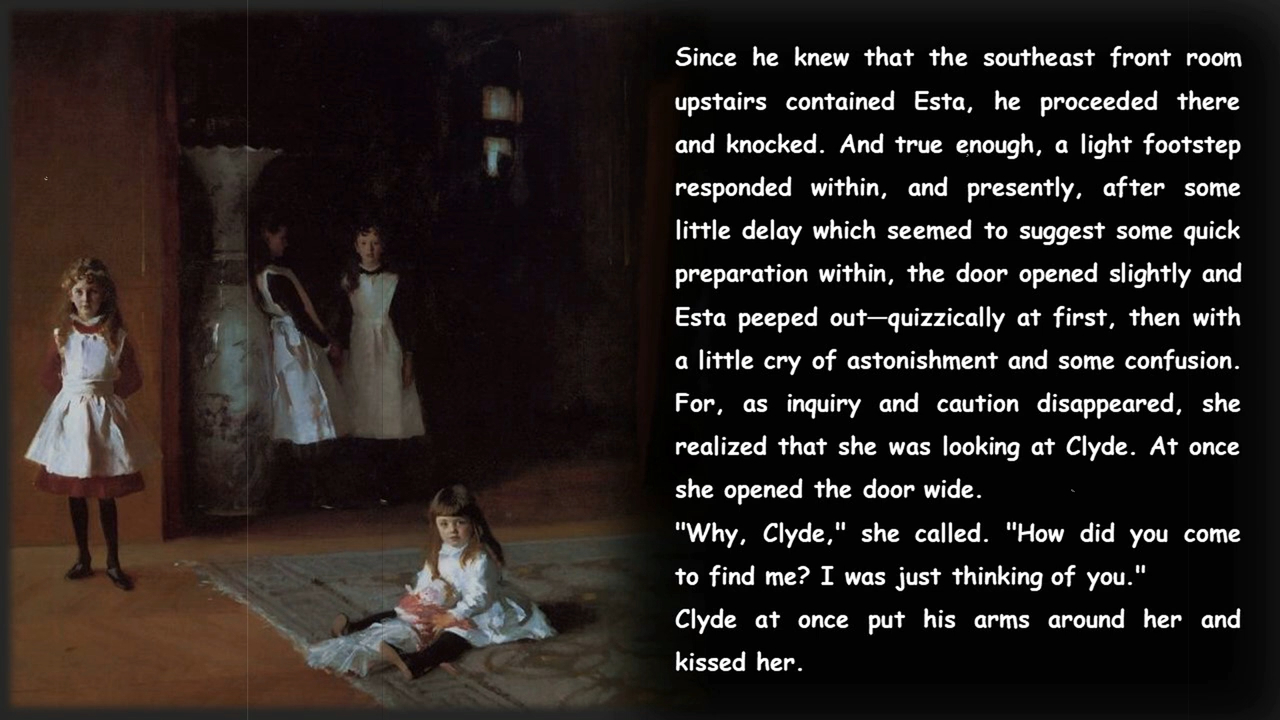 Since he knew that the southeast front room
upstairs contained Esta, he proceeded there
and knocked. And true enough, a light footstep
responded within, and presently, after some
little delay which seemed to suggest some quick
preparation within, the door opened slightly and
Esta peeped out—quizzically at first, then with
a little cry of astonishment and some confusion.
For, as inquiry and caution disappeared, she
realized that she was looking at Clyde. At once
she opened the door wide.
"Why, Clyde," she called. "How did you come
to find me? I was just thinking of you."
Clyde at once put his arms around her and
kissed her.